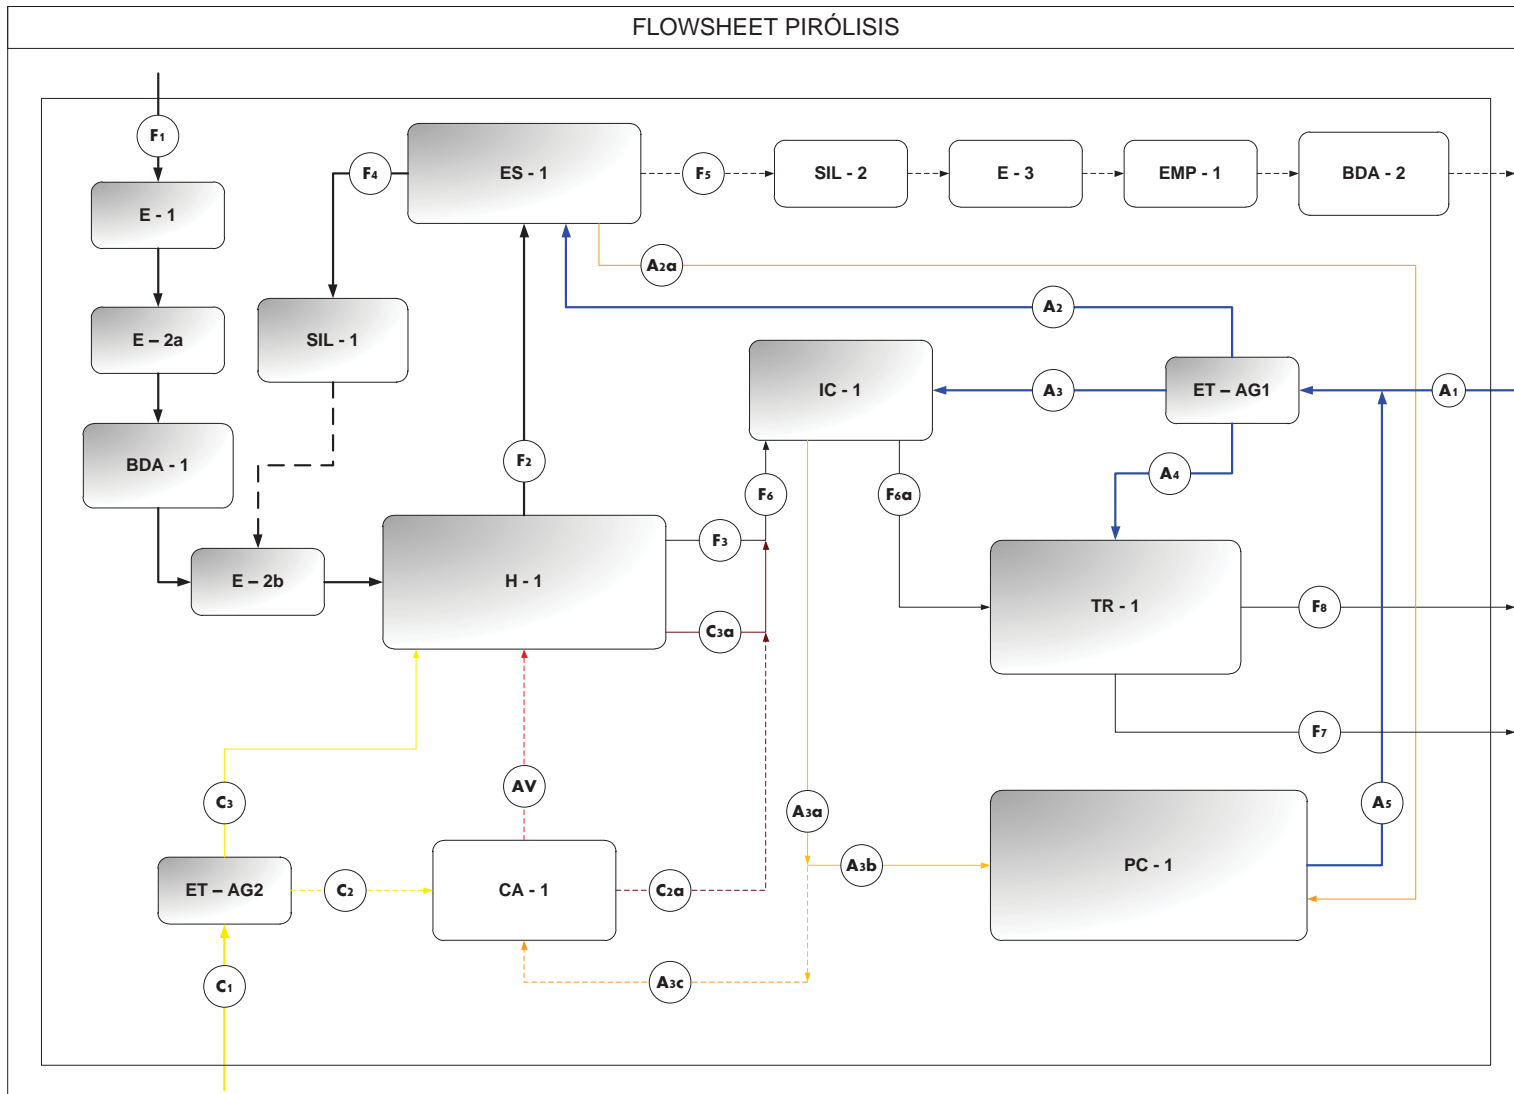 FLOWSHEET PIRÓLISIS
F1
F4
ES - 1
F5
SIL - 2
E - 3
EMP - 1
BDA - 2
E - 1
A2a
A2
E – 2a
SIL - 1
IC - 1
A3
ET – AG1
A1
BDA - 1
F2
F6
F6a
A4
F3
E – 2b
H - 1
TR - 1
F8
C3a
F7
AV
C3
A3a
A5
A3b
PC - 1
ET – AG2
C2
CA - 1
C2a
C1
A3c